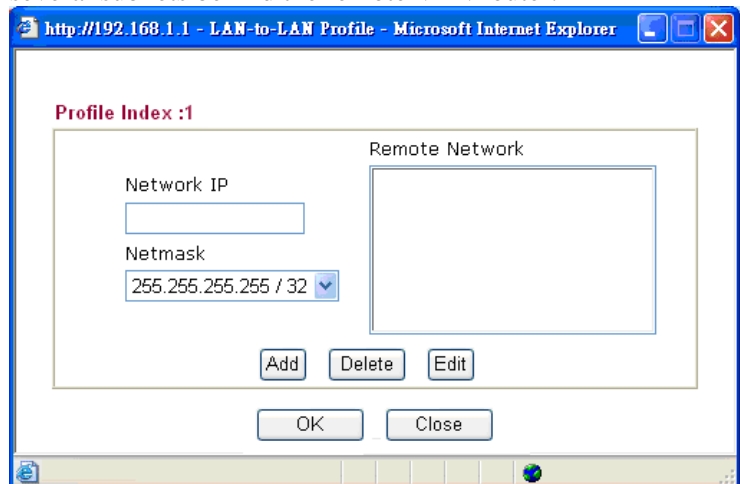 http://192.168.1.1 - LAN-to-LAN Profile - Microsoft Internet Explorer
Profile Index :1
Remote Network
Network IP
Netmask
255.255.255.255 / 32
Add Delete Edit
OK Close